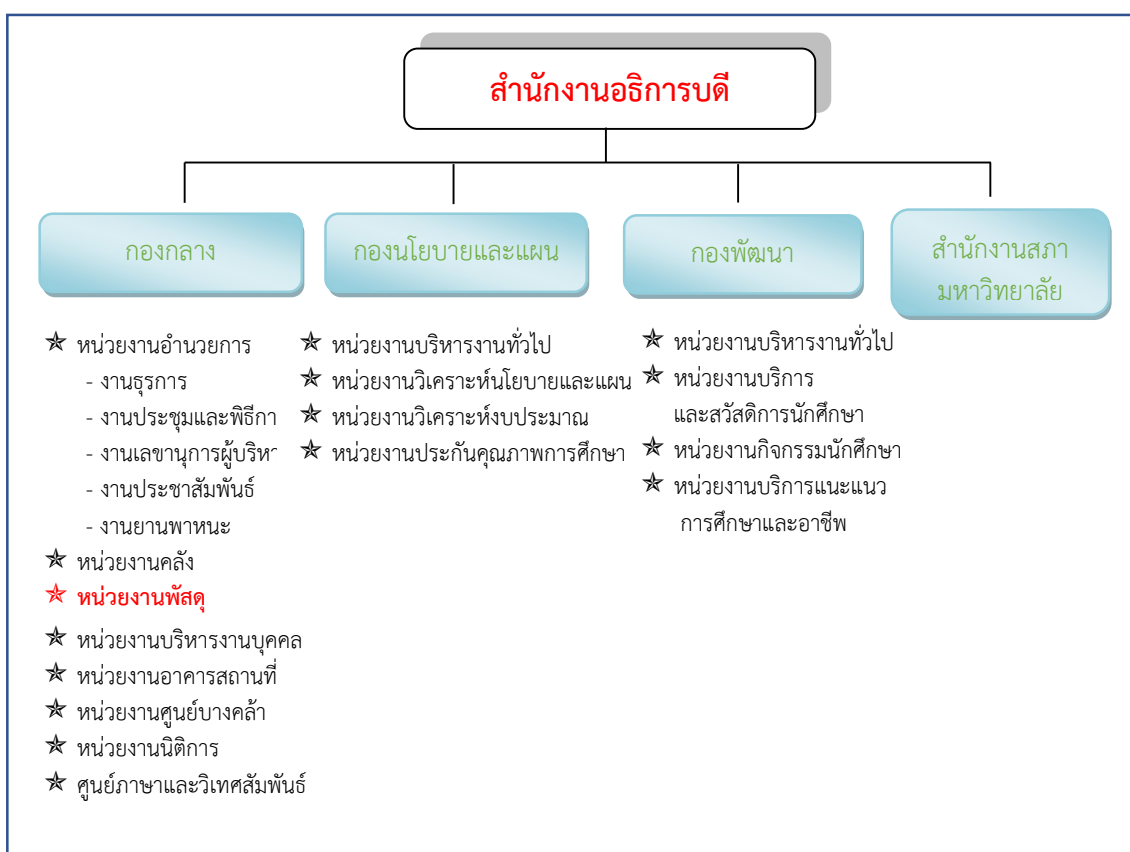 สำนักงานอธิการบดี
กองกลาง
กองนโยบายและแผน
กองพัฒนา
สำนักงานสภา
มหาวิทยาลัย
✯ หน่วยงานอำนวยการ
- งานธุรการ
- งานประชุมและพิธีกา
- งานเลขานุการผู้บริหา
- งานประชาสัมพันธ์
- งานยานพาหนะ
✯ หน่วยงานคลัง
✯ หน่วยงานพัสดุ
✯ หน่วยงานบริหารงานบุคคล
✯ หน่วยงานอาคารสถานที่
✯ หน่วยงานศูนย์บางคล้า
✯ หน่วยงานนิติการ
✯ ศูนย์ภาษาและวิเทศสัมพันธ์
✯ หน่วยงานบริหารงานทั่วไป
✯ หน่วยงานวิเคราะห์นโยบายและแผน
✯ หน่วยงานวิเคราะห์งบประมาณ
✯ หน่วยงานประกันคุณภาพการศึกษา
✯ หน่วยงานบริหารงานทั่วไป
✯ หน่วยงานบริการ
และสวัสดิการนักศึกษา
✯ หน่วยงานกิจกรรมนักศึกษา
✯ หน่วยงานบริการแนะแนว
การศึกษาและอาชีพ